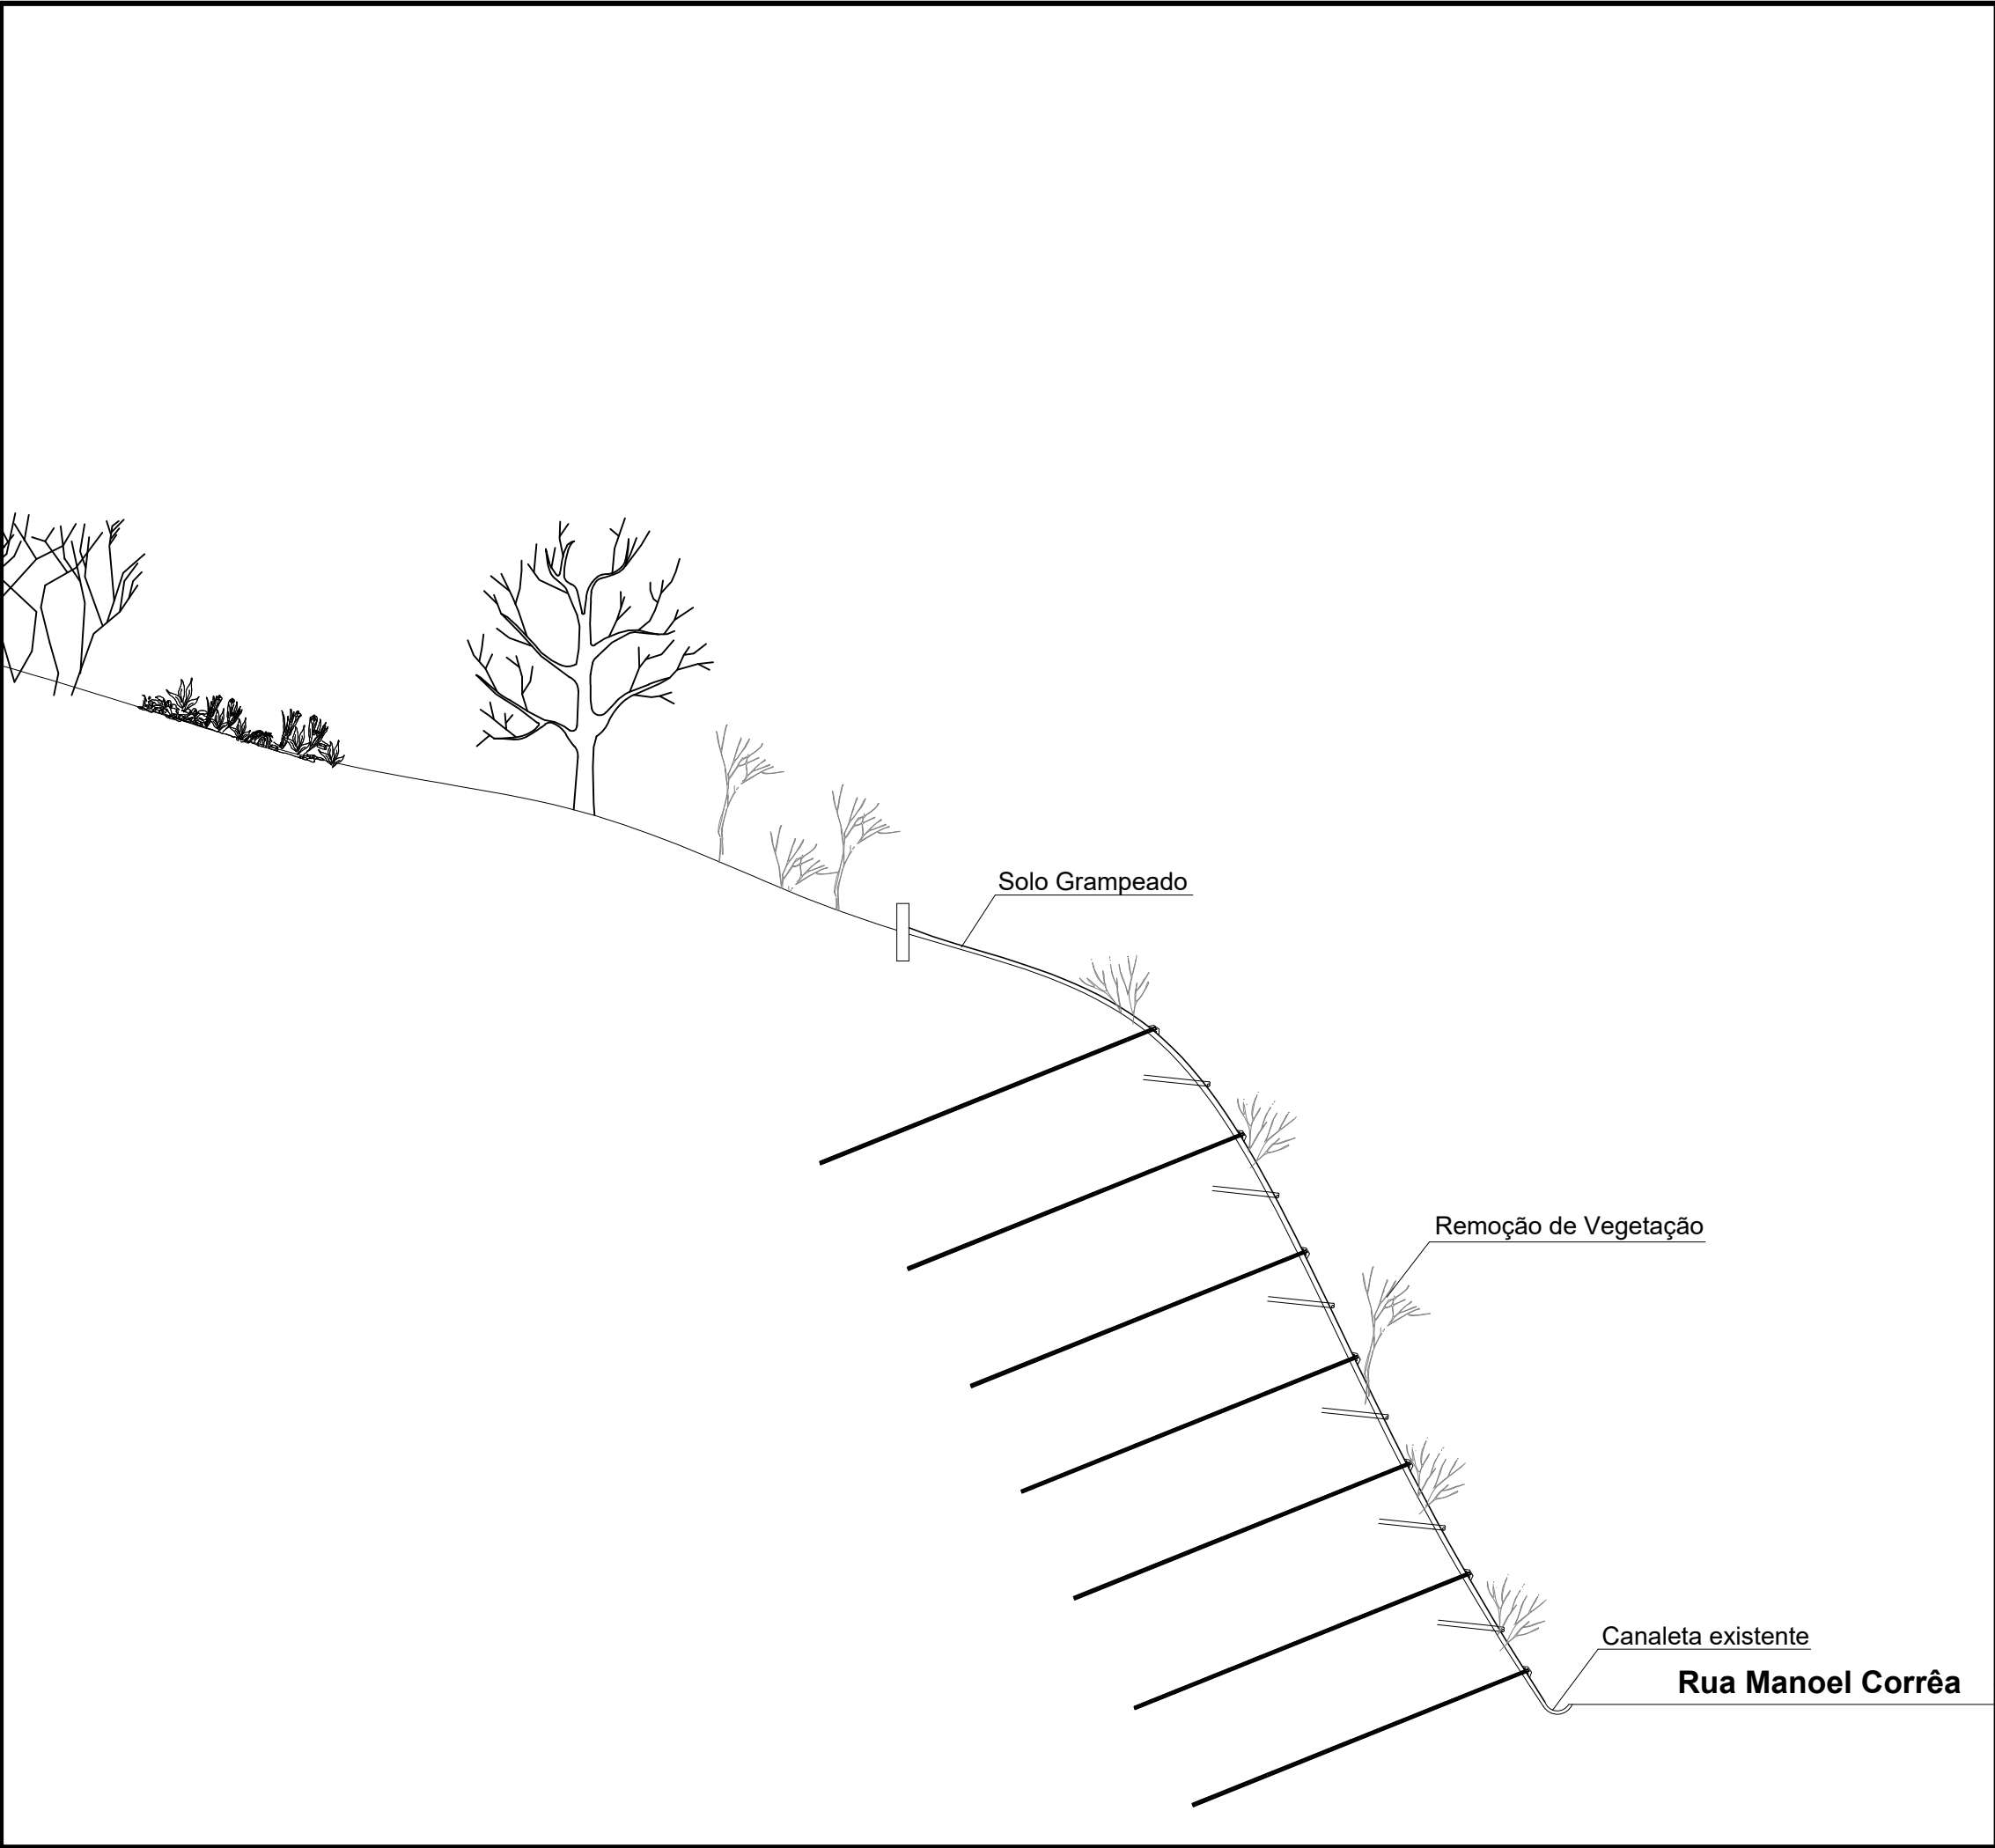 Solo Grampeado
Remoção de Vegetação
Canaleta existente
Rua Manoel Corrêa